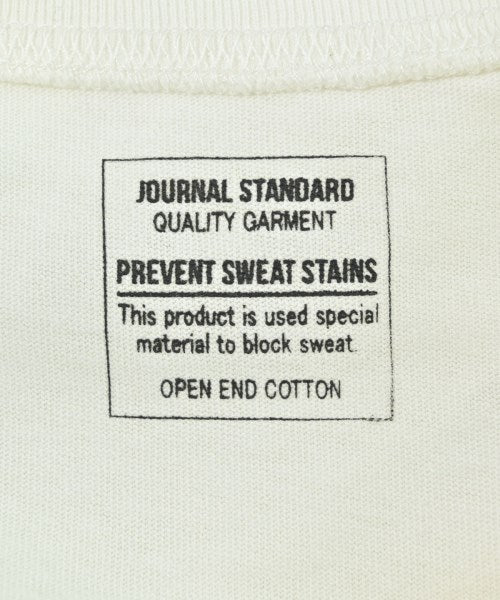 JOURNAL STANDARD
QUALITY GARMENT
PREVENT SWEAT STAINS
This product is used special
material to block sweat.
OPEN END COTTON